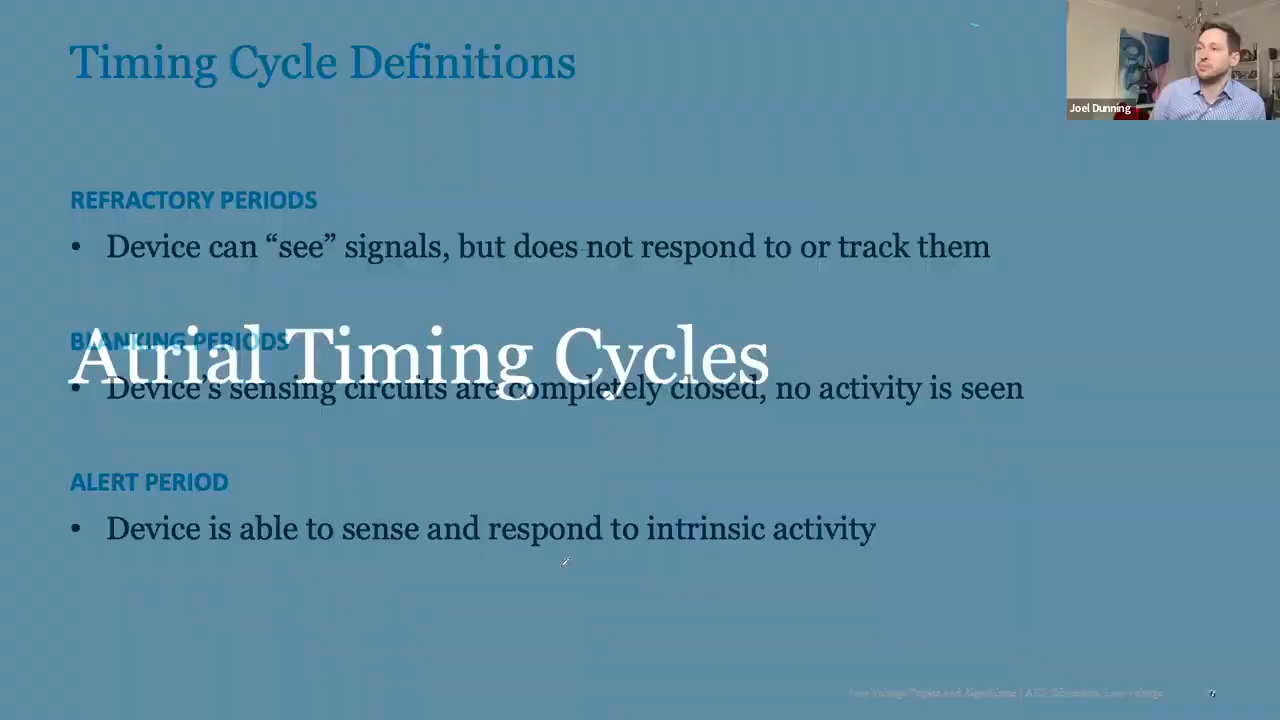 Timing Cycle Definitions
Joel Dunning
REFRACTORY PERIODS
• Device can “see” signals, but does not respond to or track them
BLANKING PERIODS
Atrial Timing Cycles
• Device’s sensing circuits are completely closed, no activity is seen
ALERT PERIOD
• Device is able to sense and respond to intrinsic activity